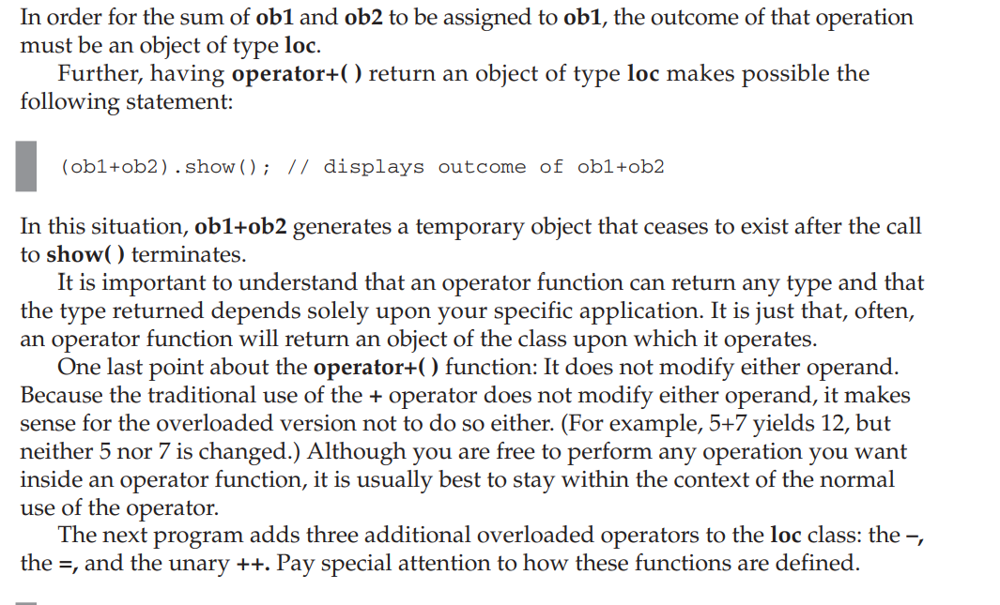 In order for the sum of ob1 and ob2 to be assigned to ob1, the outcome of that operation
must be an object of type loc.
Further, having operator+( ) return an object of type loc makes possible the
following statement:
(ob1+ob2).show(); // displays outcome of ob1+ob2
In this situation, ob1+ob2 generates a temporary object that ceases to exist after the call
to show( ) terminates.
It is important to understand that an operator function can return any type and that
the type returned depends solely upon your specific application. It is just that, often,
an operator function will return an object of the class upon which it operates.
One last point about the operator+( ) function: It does not modify either operand.
Because the traditional use of the + operator does not modify either operand, it makes
sense for the overloaded version not to do so either. (For example, 5+7 yields 12, but
neither 5 nor 7 is changed.) Although you are free to perform any operation you want
inside an operator function, it is usually best to stay within the context of the normal
use of the operator.
The next program adds three additional overloaded operators to the loc class: the –,
the =, and the unary ++. Pay special attention to how these functions are defined.